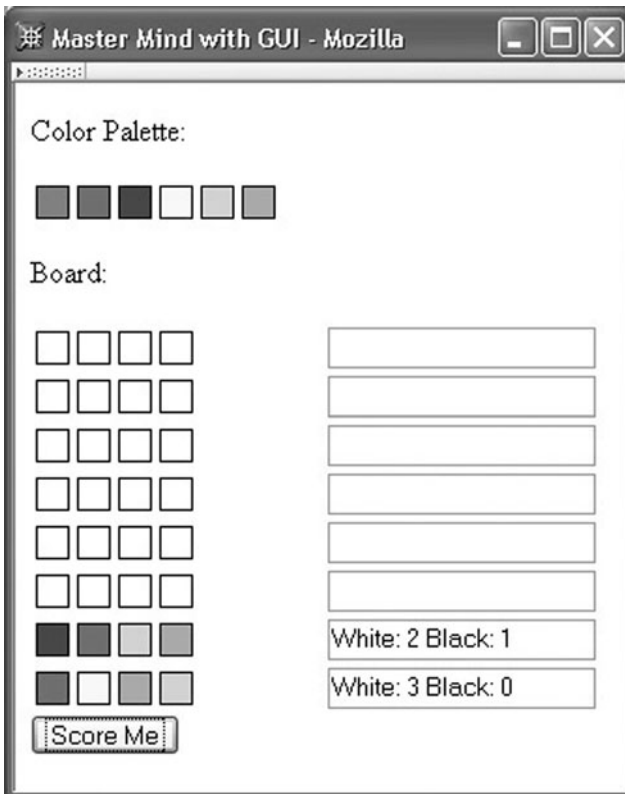 Master Mind with GUI - Mozilla
Color Palette:
Board:
White: 2 Black: 1
White: 3 Black: 0
Score Me